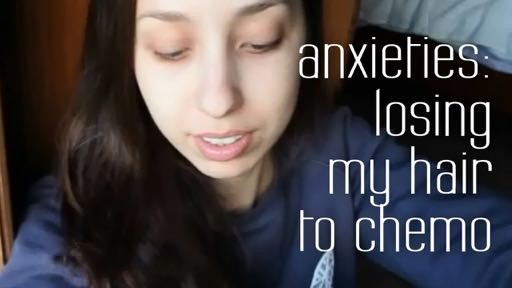 anxieties:
losing
my hair
to chemo